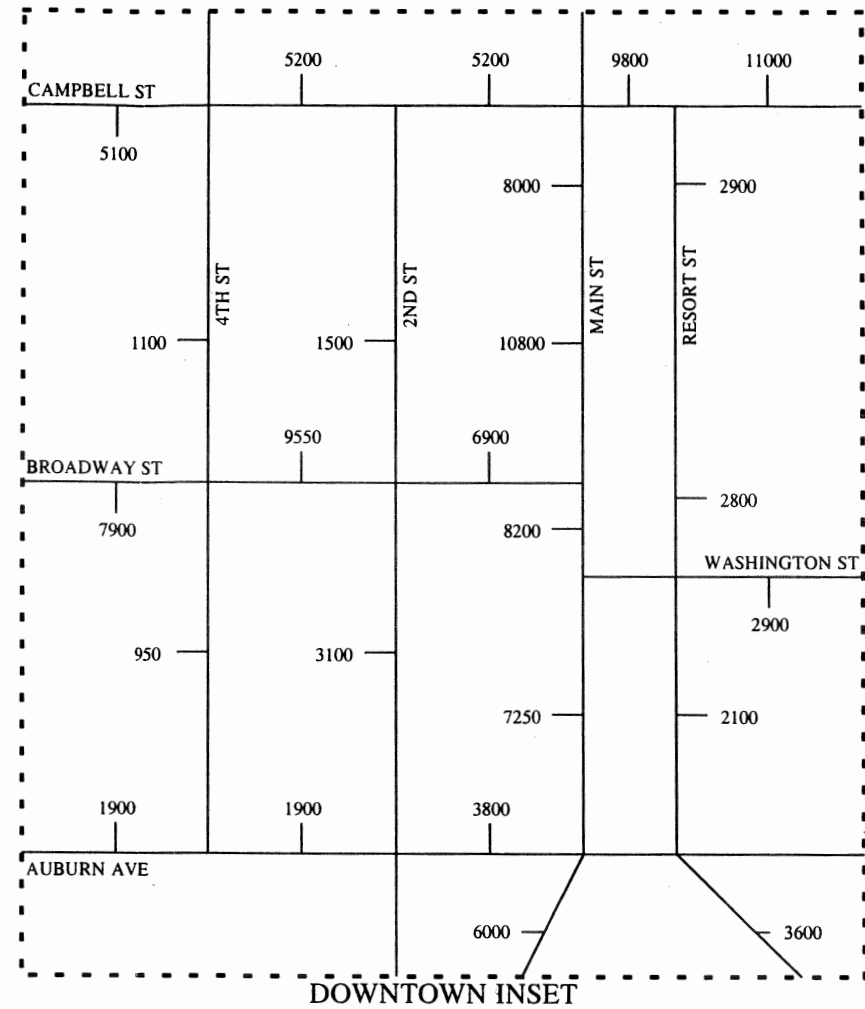 5200
5200
9800
11000
CAMPBELL ST
5100
8000
2900
4TH ST
2ND ST
MAIN ST
RESORT ST
1100
1500
10800
9550
6900
BROADWAY ST
7900
8200
2800
WASHINGTON ST
2900
950
3100
7250
2100
1900
1900
3800
AUBURN AVE
6000
3600
DOWNTOWN INSET